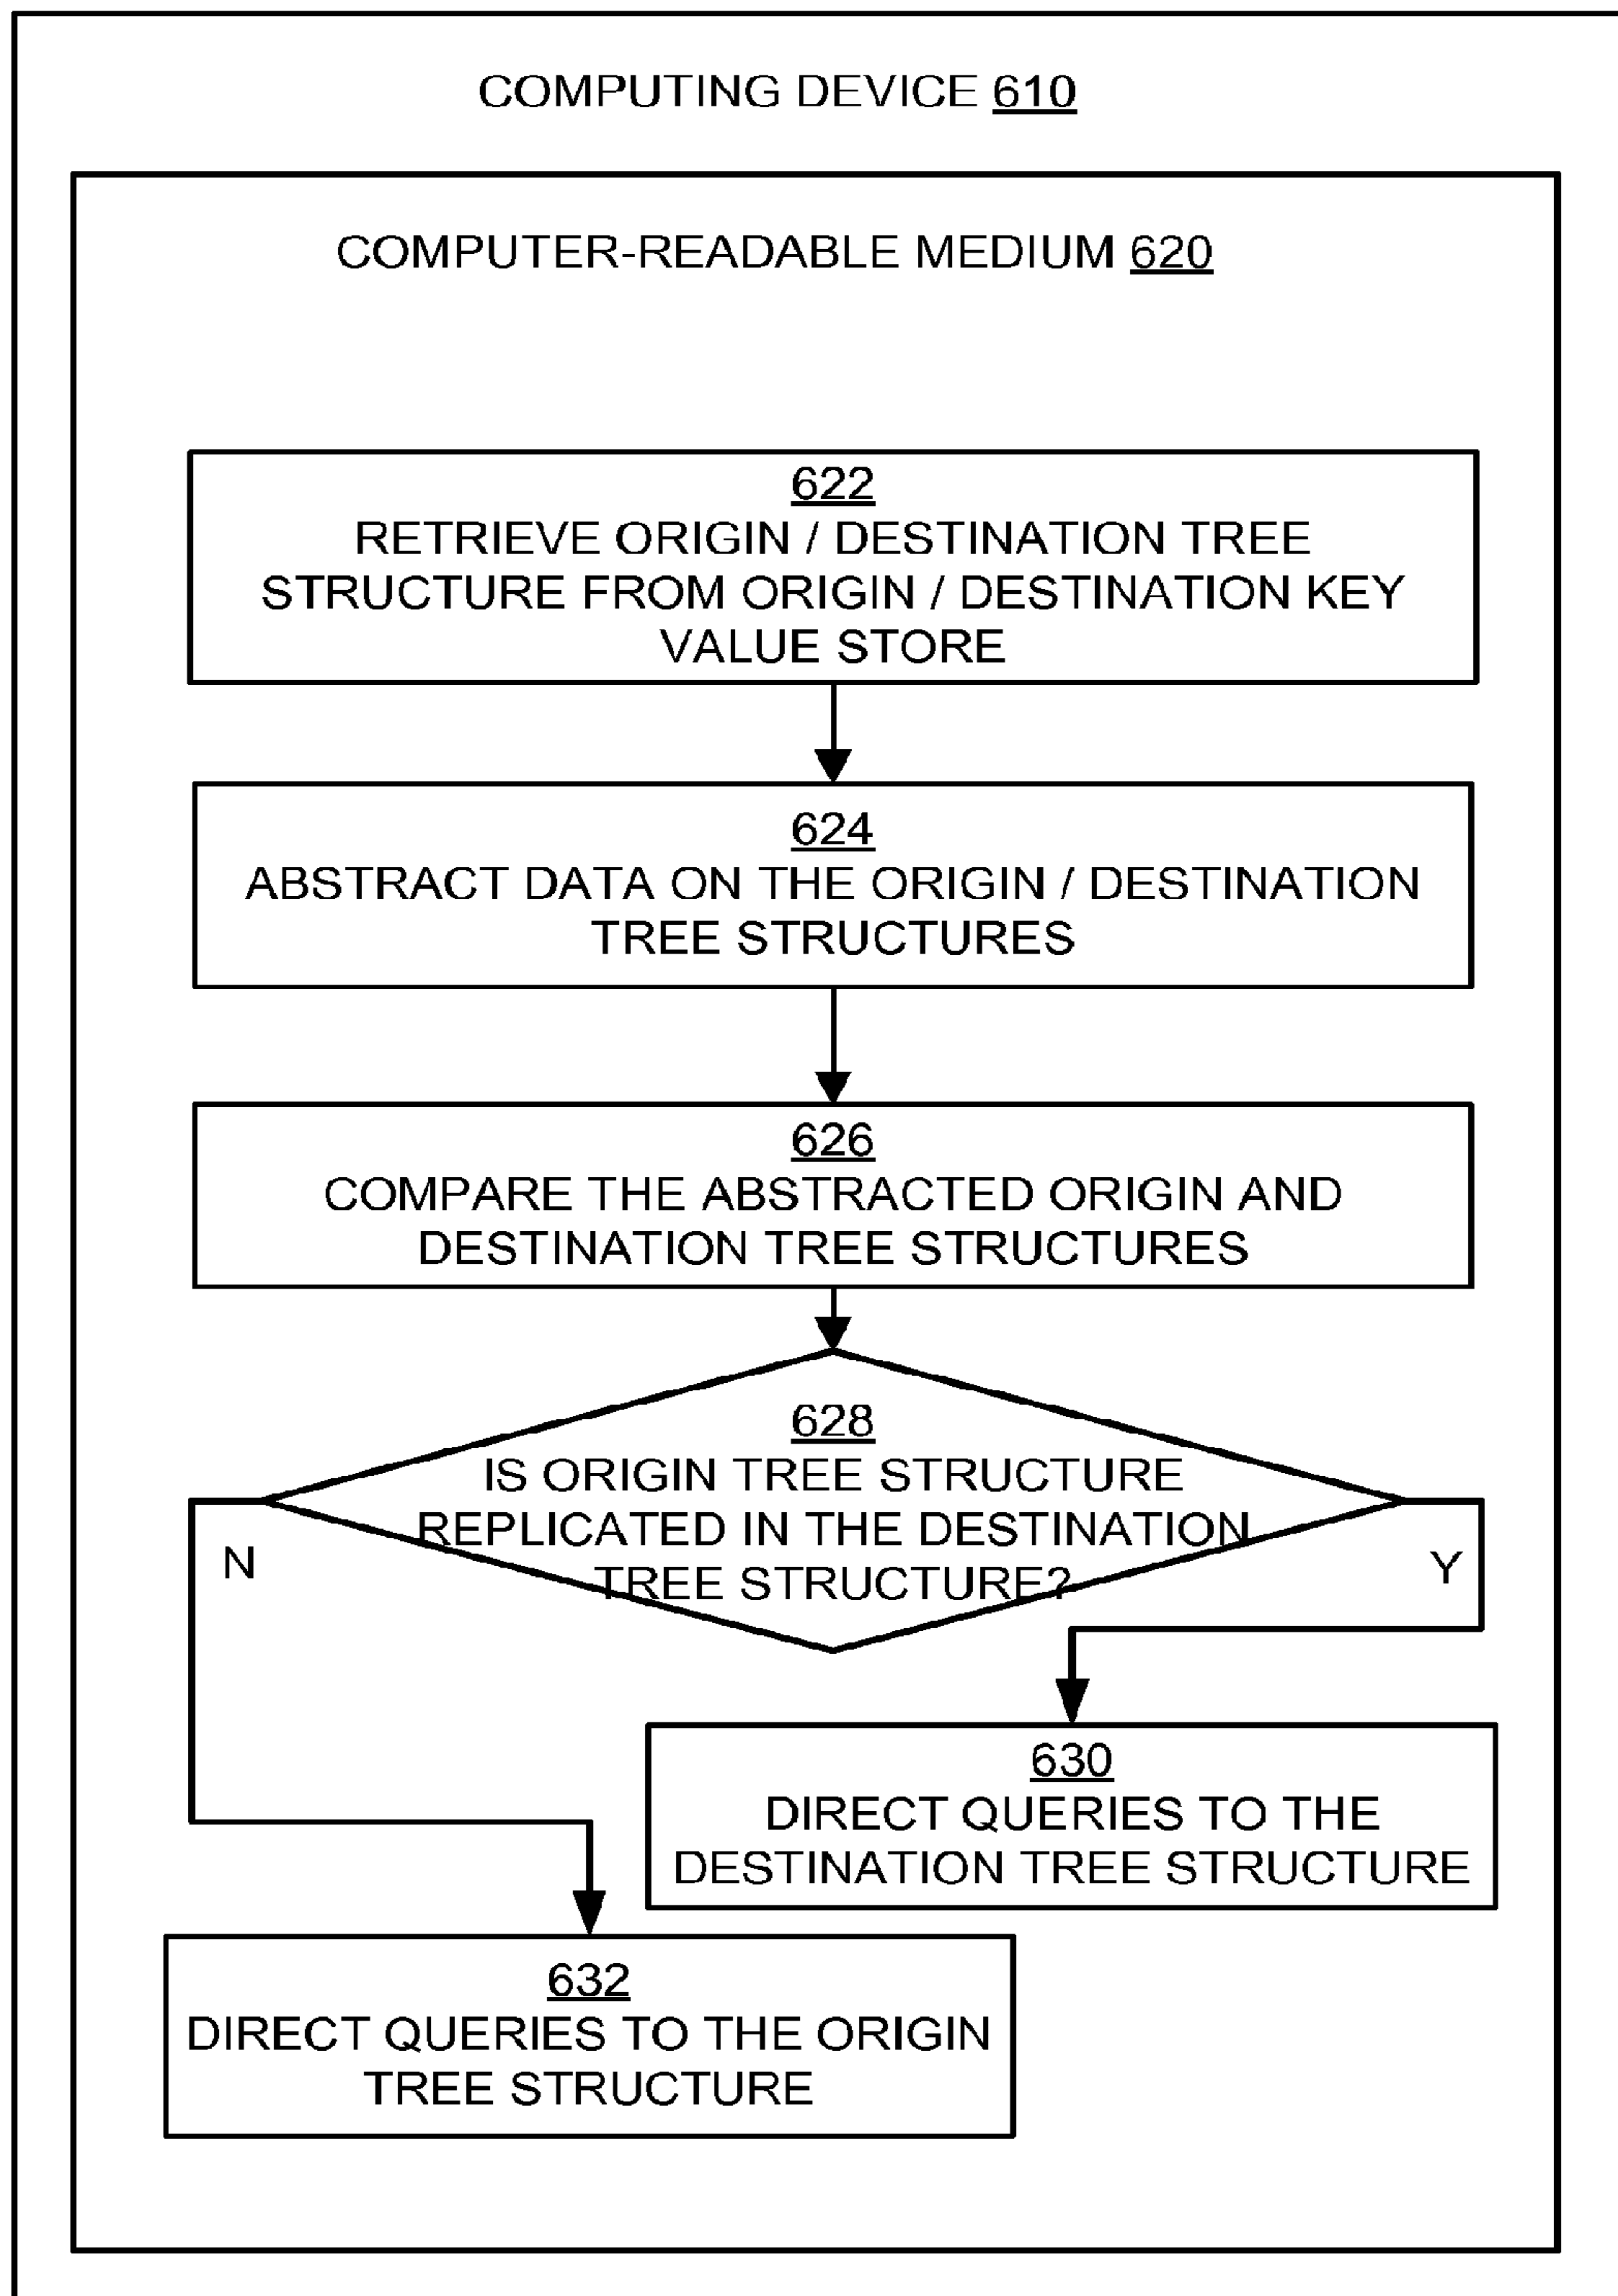 COMPUTING DEVICE 610
COMPUTER-READABLE MEDIUM 620
622
RETRIEVE ORIGIN / DESTINATION TREE
STRUCTURE FROM ORIGIN / DESTINATION KEY
VALUE STORE
624
ABSTRACT DATA ON THE ORIGIN / DESTINATION
TREE STRUCTURES
626
COMPARE THE ABSTRACTED ORIGIN AND
DESTINATION TREE STRUCTURES
628
IS ORIGIN TREE STRUCTURE
REPLICATED IN THE DESTINATION
TREE STRUCTURE?
N
Y
630
DIRECT QUERIES TO THE
DESTINATION TREE STRUCTURE
632
DIRECT QUERIES TO THE ORIGIN
TREE STRUCTURE